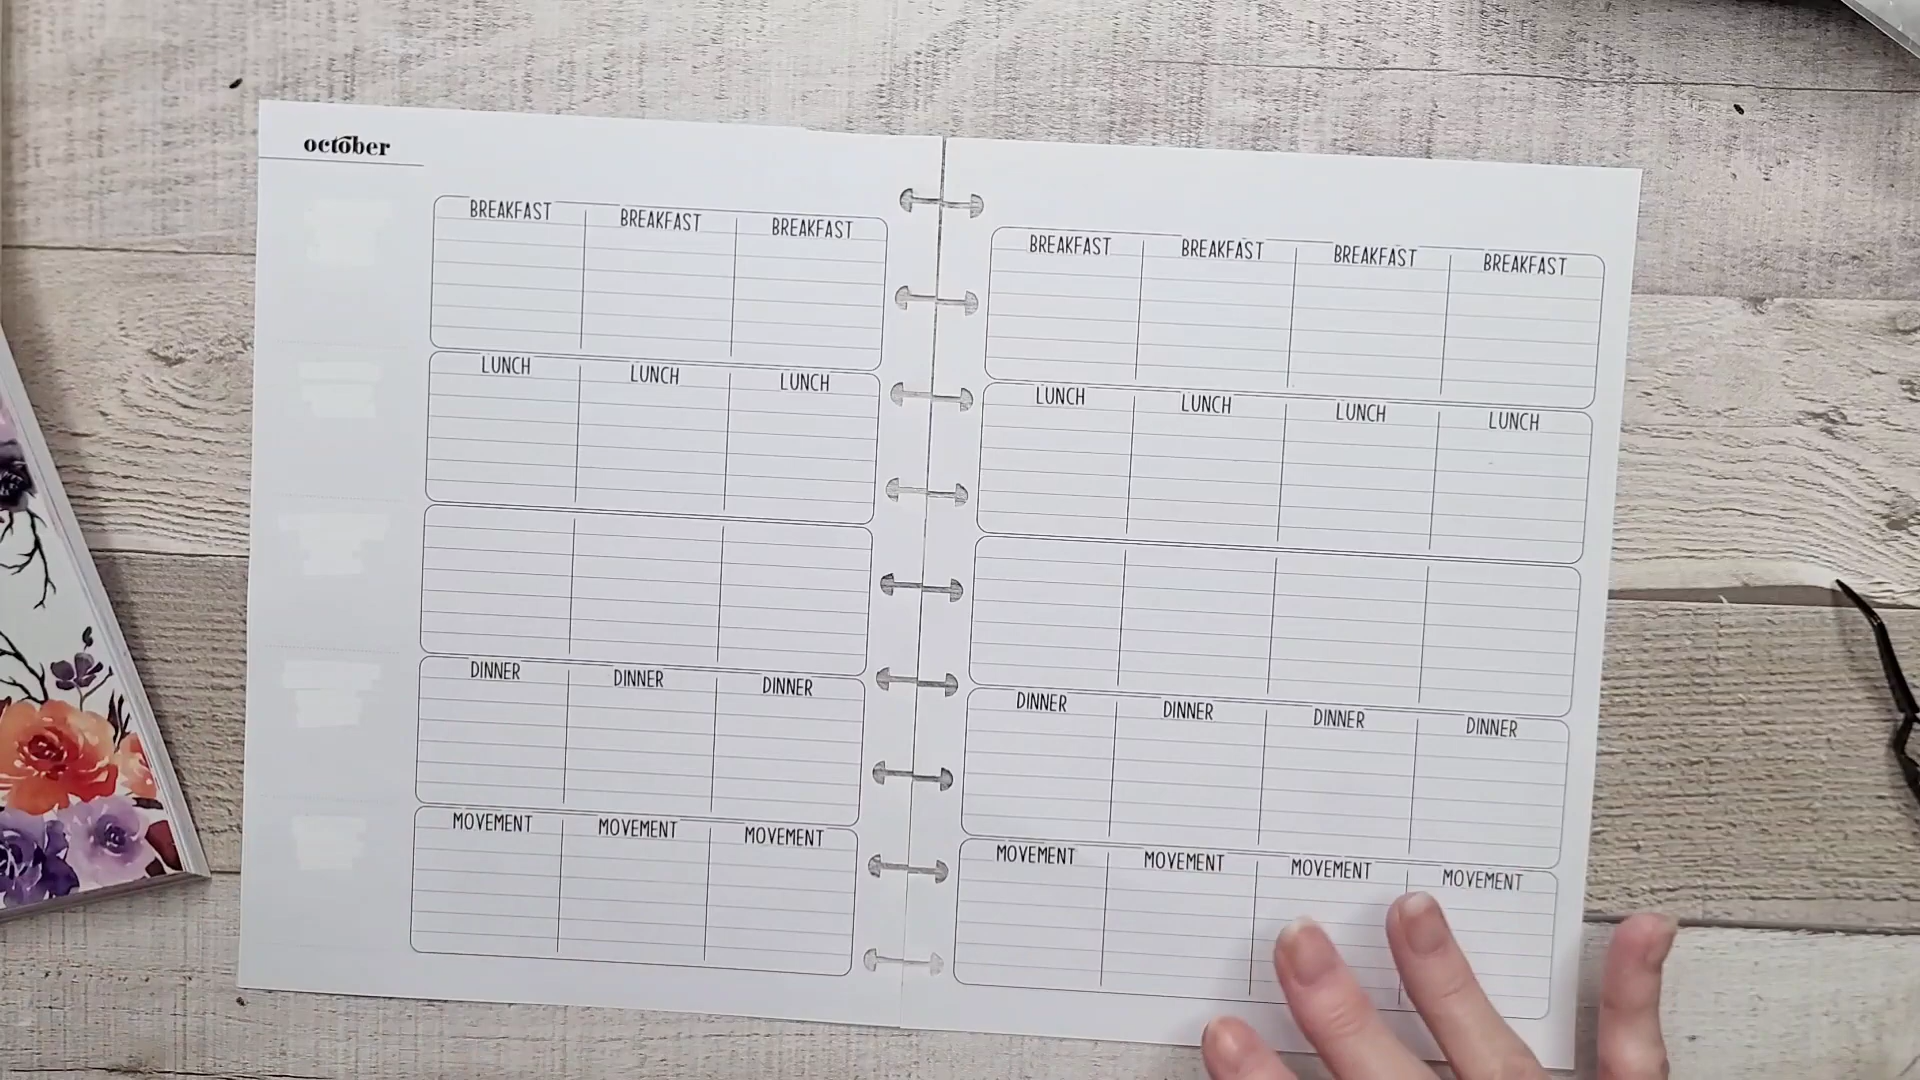 october
BREAKFAST BREAKFAST BREAKFAST BREAKFAST BREAKFAST BREAKFAST BREAKFAST
LUNCH LUNCH LUNCH LUNCH LUNCH LUNCH LUNCH
DINNER DINNER DINNER DINNER DINNER DINNER DINNER
MOVEMENT MOVEMENT MOVEMENT MOVEMENT MOVEMENT MOVEMENT MOVEMENT